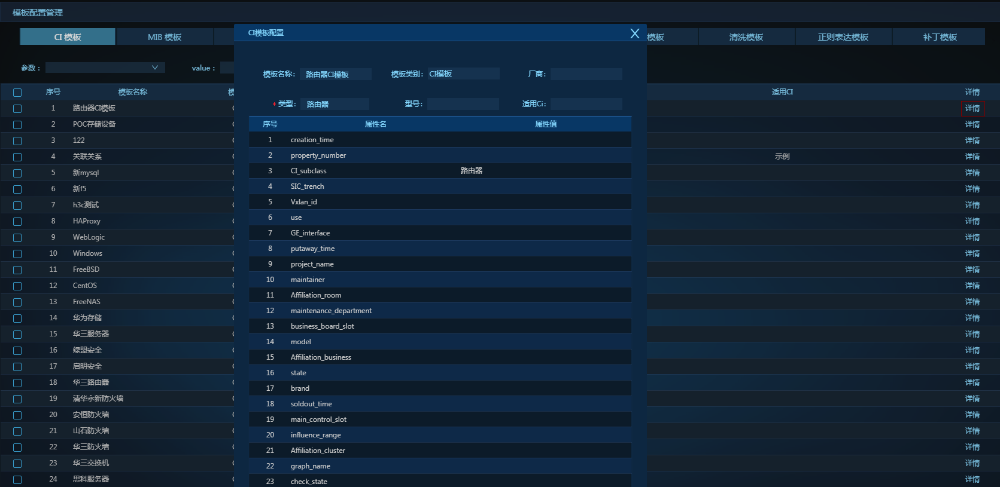 模板配置管理
CI 模板 MIB 模板 模板 清洗模板 正则表达模板 补丁模板
CI模板配置 X
参数： value：
模板名称： 路由器CI模板 模板类别： CI模板 厂商：
* 类型： 路由器 型号： 适用Ci：
序号 模板名称 模 适用CI 详情
1 路由器CI模板 详情
2 POC存储设备 详情
3 122 详情
4 关联关系 示例 详情
5 新mysql 详情
6 新f5 详情
7 h3c测试 详情
8 HAProxy 详情
9 WebLogic 详情
10 Windows 详情
11 FreeBSD 详情
12 CentOS 详情
13 FreeNAS 详情
14 华为存储 详情
15 华三服务器 详情
16 绿盟安全 详情
17 启明安全 详情
18 华三路由器 详情
19 清华永新防火墙 详情
20 安恒防火墙 详情
21 山石防火墙 详情
22 华三防火墙 详情
23 华三交换机 详情
24 思科服务器 详情
序号 属性名 属性值
1 creation_time
2 property_number
3 CI_subclass 路由器
4 SIC_trench
5 Vxlan_id
6 use
7 GE_interface
8 putaway_time
9 project_name
10 maintainer
11 Affiliation_room
12 maintenance_department
13 business_board_slot
14 model
15 Affiliation_business
16 state
17 brand
18 soldout_time
19 main_control_slot
20 influence_range
21 Affiliation_cluster
22 graph_name
23 check_state